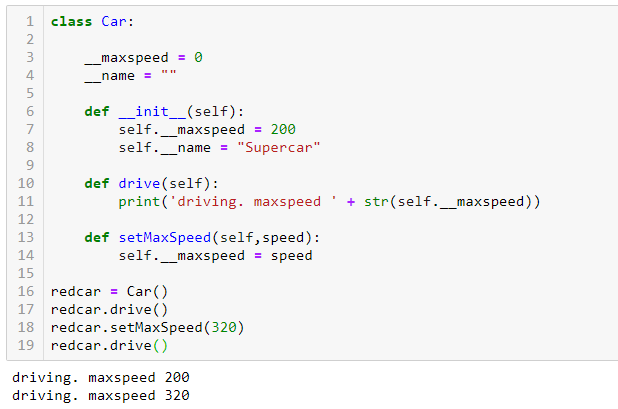 1 class Car:
2
3     __maxspeed = 0
4     __name = ""
5
6     def __init__(self):
7         self.__maxspeed = 200
8         self.__name = "Supercar"
9
10     def drive(self):
11         print('driving. maxspeed ' + str(self.__maxspeed))
12
13     def setMaxSpeed(self,speed):
14         self.__maxspeed = speed
15
16 redcar = Car()
17 redcar.drive()
18 redcar.setMaxSpeed(320)
19 redcar.drive()
driving. maxspeed 200
driving. maxspeed 320